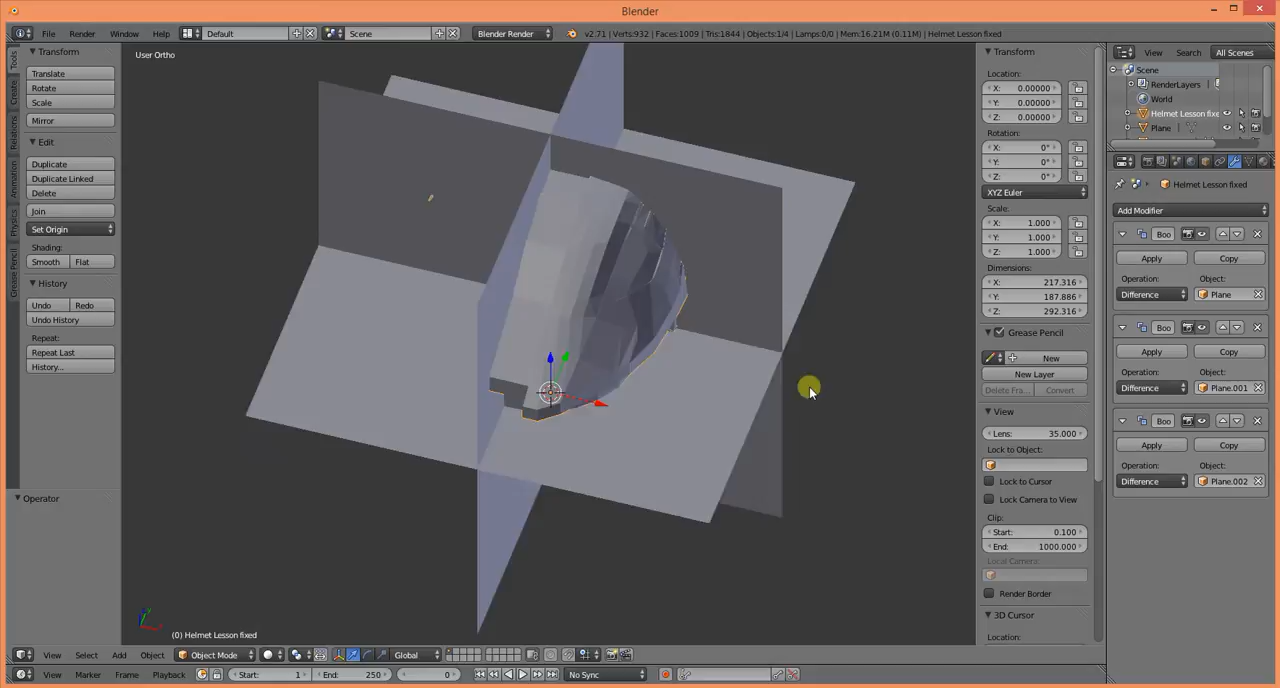 Blender
File Render Window Help Default Scene Blender Render v2.71 | Verts:932 | Faces:1009 | Tris:1844 | Objects:1/4 | Lamps:0/0 | Mem:16.21M (0.11M) | Helmet Lesson fixed
Tools
Create
Relations
Animation
Physics
Grease Pencil
Transform
Translate
Rotate
Scale
Mirror
Edit
Duplicate
Duplicate Linked
Delete
Join
Set Origin
Shading:
Smooth Flat
History
Undo Redo
Undo History
Repeat:
Repeat Last
History...
Operator
User Ortho
(0) Helmet Lesson fixed
Transform
Location:
X: 0.00000
Y: 0.00000
Z: 0.00000
Rotation:
X: 0°
Y: 0°
Z: 0°
XYZ Euler
Scale:
X: 1.000
Y: 1.000
Z: 1.000
Dimensions:
X: 217.316
Y: 187.886
Z: 292.316
Grease Pencil
New
New Layer
Delete Fra... Convert
View
Lens: 35.000
Lock to Object:
Lock to Cursor
Lock Camera to View
Clip:
Start: 0.100
End: 1000.000
Local Camera:
Render Border
3D Cursor
Location:
View Search All Scenes
Scene
RenderLayers
World
Helmet Lesson fixe
Plane
Helmet Lesson fixed
Add Modifier
Boo
Apply Copy
Operation: Object:
Difference Plane
Boo
Apply Copy
Operation: Object:
Difference Plane.001
Boo
Apply Copy
Operation: Object:
Difference Plane.002
View Select Add Object Object Mode Global
View Marker Frame Playback Start: 1 End: 250 0 No Sync